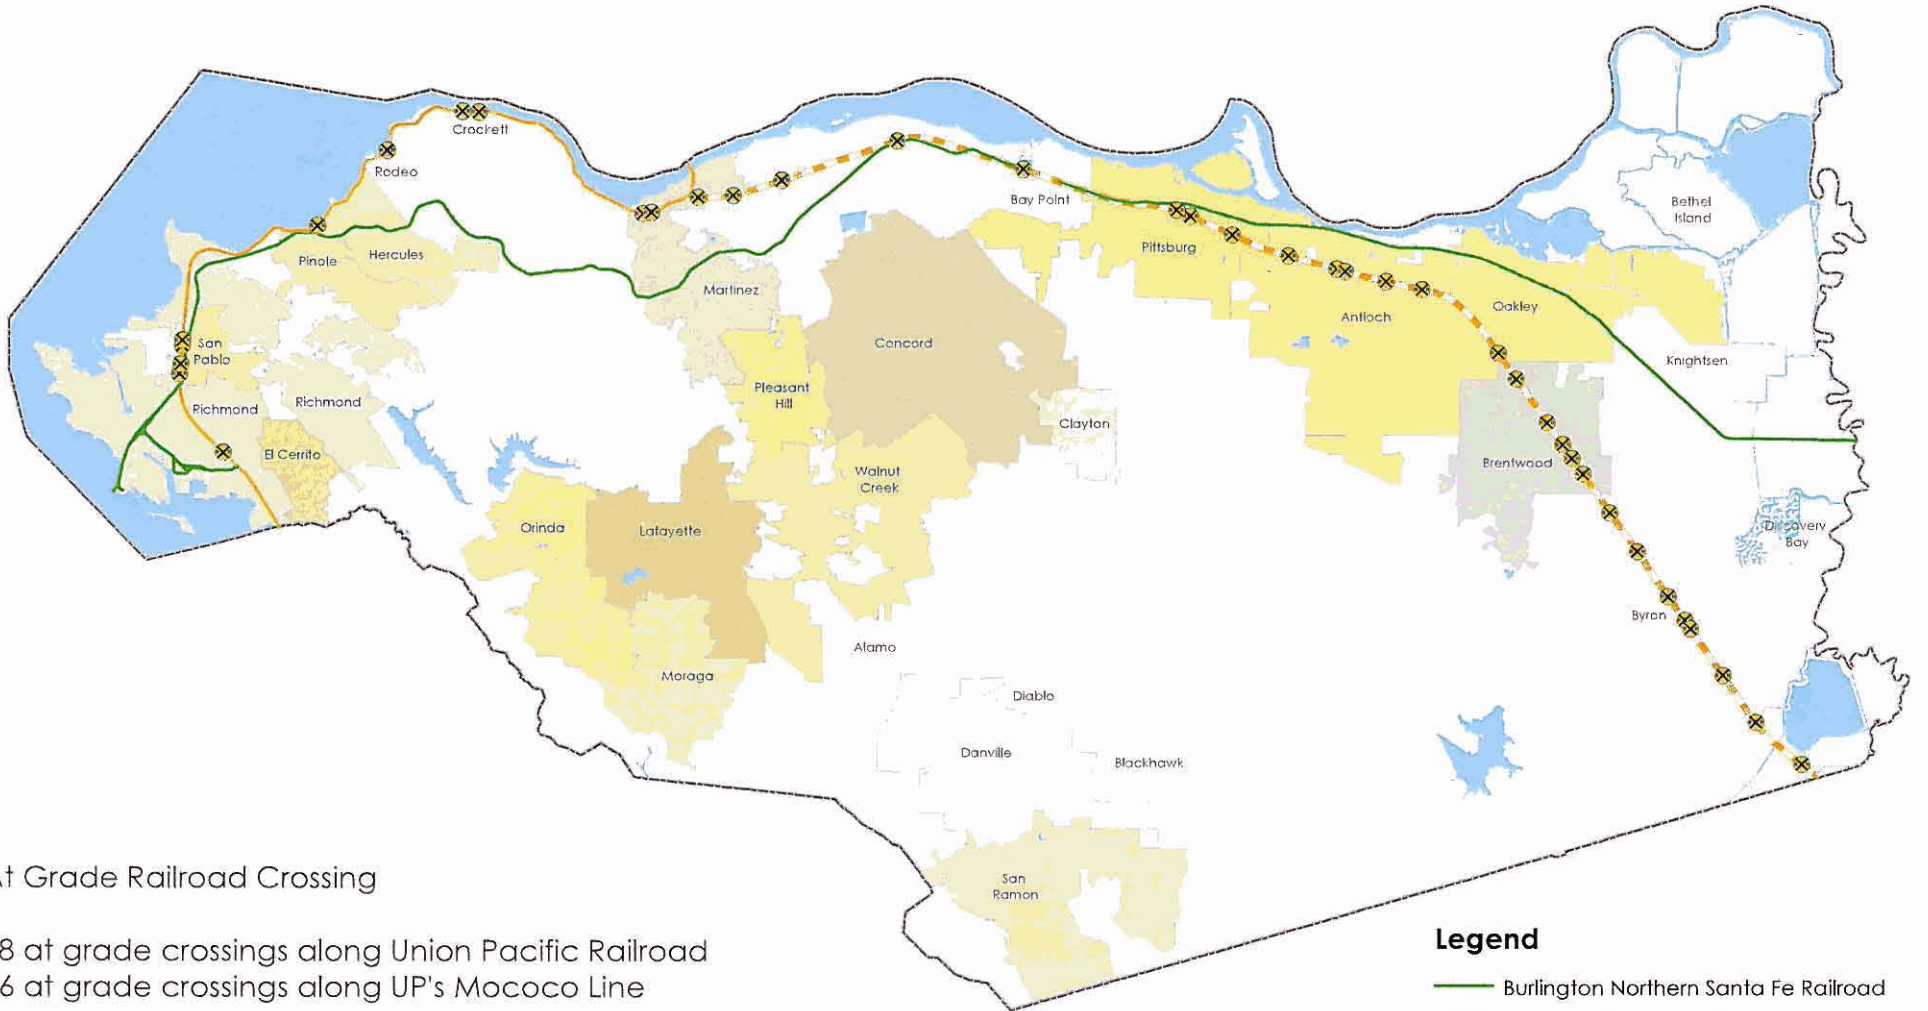 Crockett
Rodeo
Bay Point
Bethel
Island
Pinole
Hercules
Martinez
Pittsburg
Antioch
Oakley
Knightsen
San
Pablo
Concord
Pleasant
Hill
Clayton
Richmond
Richmond
El Cerrito
Walnut
Creek
Brentwood
Orinda
Lafayette
Discovery
Bay
Byron
Alamo
Moraga
Diablo
Danville
Blackhawk
San
Ramon
At Grade Railroad Crossing
8 at grade crossings along Union Pacific Railroad
6 at grade crossings along UP's Mococo Line
Legend
Burlington Northern Santa Fe Railroad